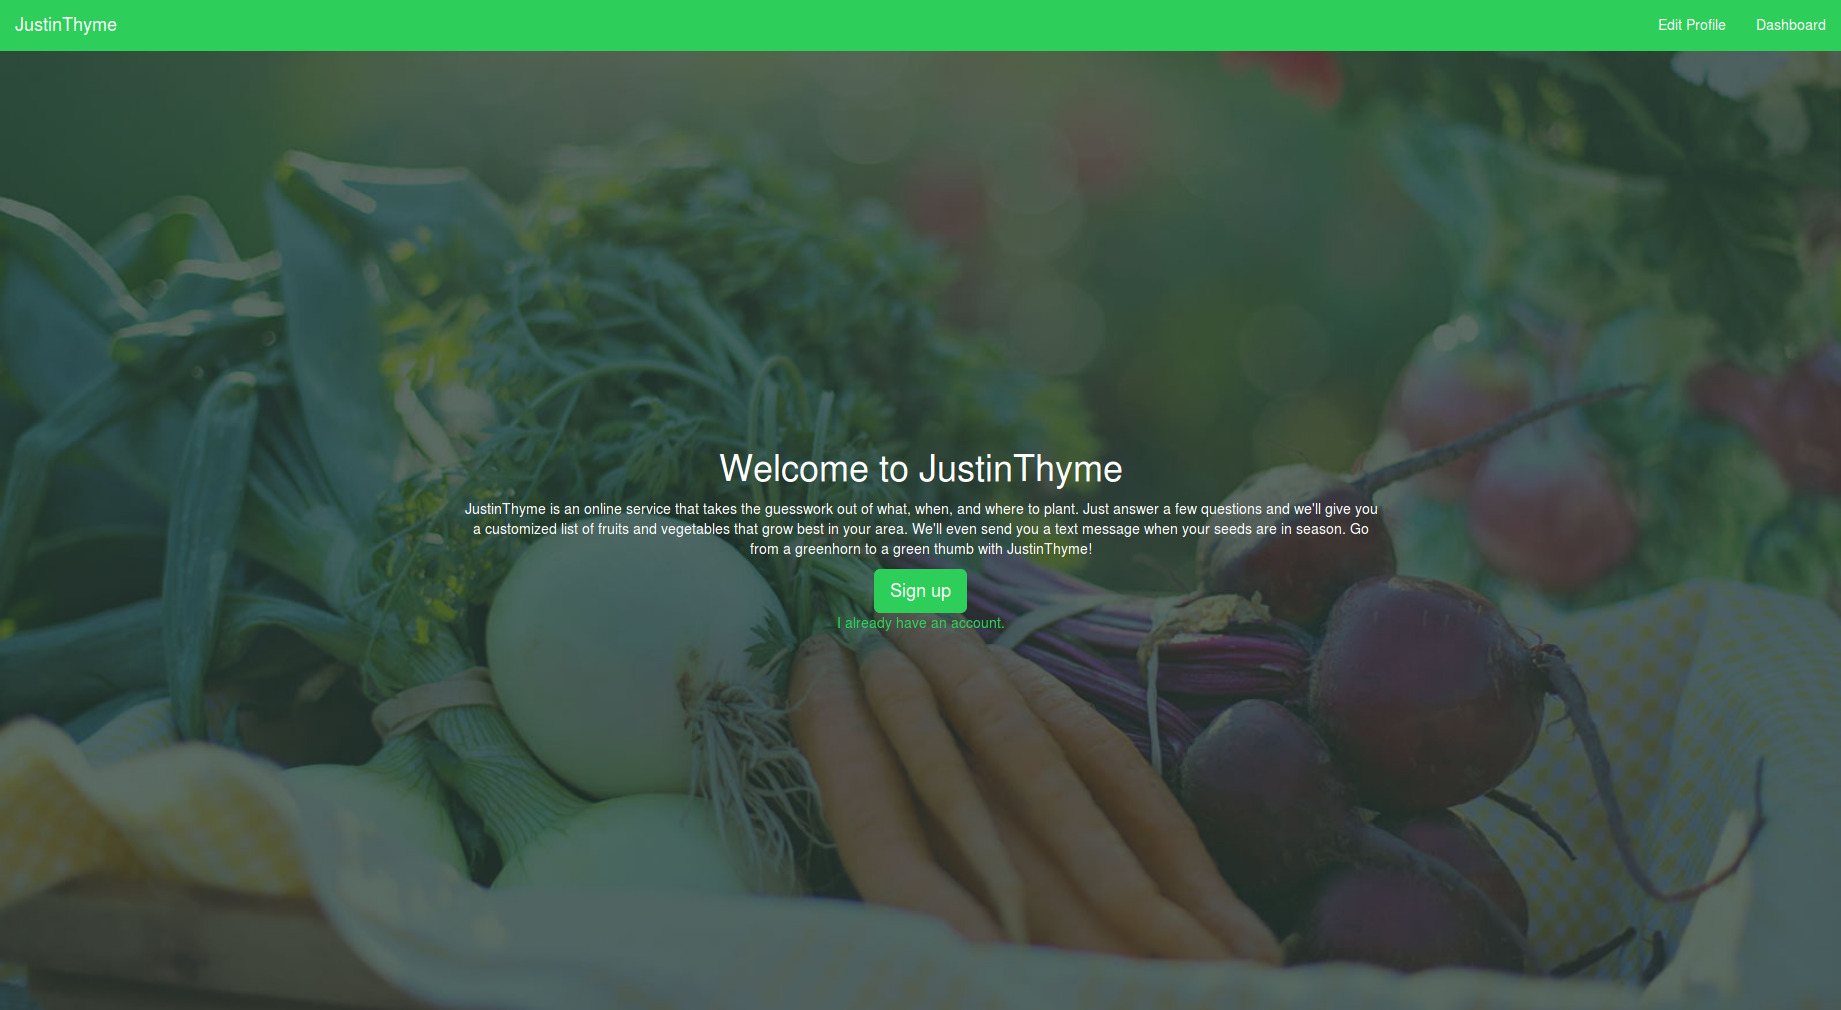 JustinThyme
Edit Profile
Dashboard
Welcome to JustinThyme
JustinThyme is an online service that takes the guesswork out of what, when, and where to plant. Just answer a few questions and we'll give you
a customized list of fruits and vegetables that grow best in your area. We'll even send you a text message when your seeds are in season. Go
from a greenhorn to a green thumb with JustinThyme!
Sign up
I already have an account.